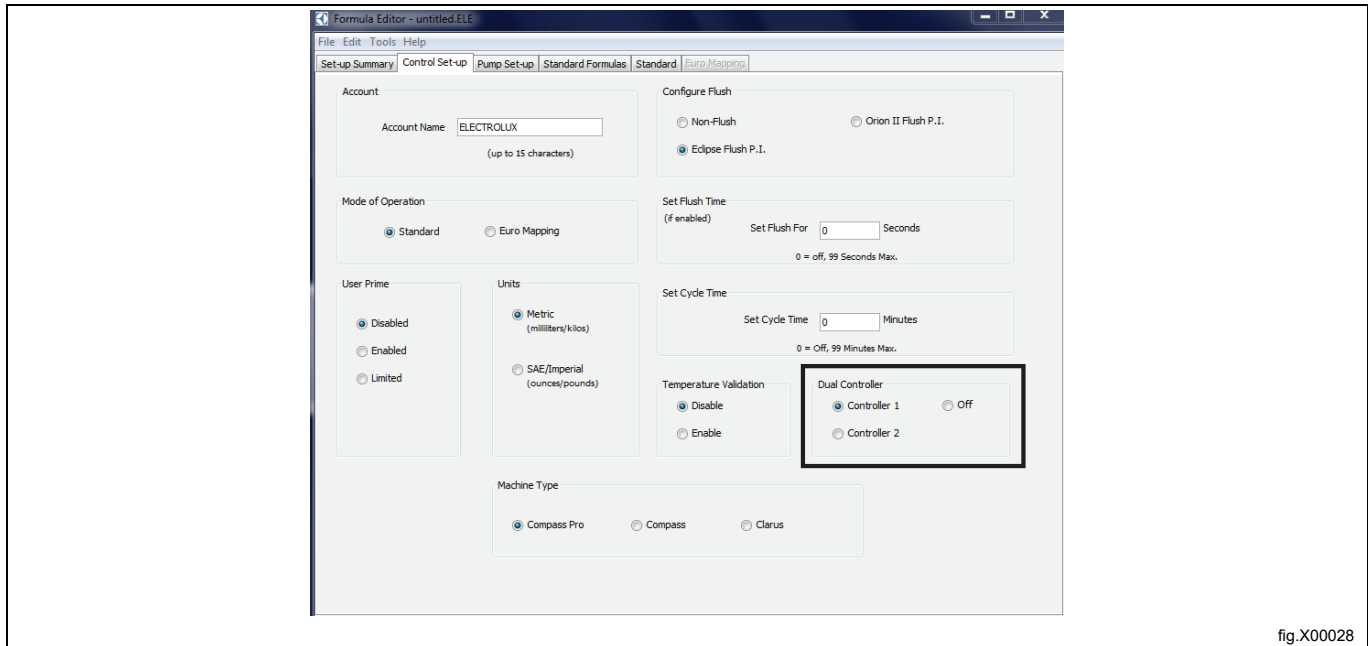 Formula Editor - untitled.ELE
File Edit Tools Help
Set-up Summary Control Set-up Pump Set-up Standard Formulas Standard Euro Mapping
Account
Account Name ELECTROLUX
(up to 15 characters)
Configure Flush
Non-Flush Orion II Flush P.I.
Eclipse Flush P.I.
Mode of Operation
Standard Euro Mapping
Set Flush Time
(if enabled)
Set Flush For 0 Seconds
0 = off, 99 Seconds Max.
User Prime
Disabled
Enabled
Limited
Units
Metric
(milliliters/kilos)
SAE/Imperial
(ounces/pounds)
Set Cycle Time
Set Cycle Time 0 Minutes
0 = Off, 99 Minutes Max.
Temperature Validation
Disable
Enable
Dual Controller
Controller 1 Off
Controller 2
Machine Type
Compass Pro Compass Clarus
fig.X00028